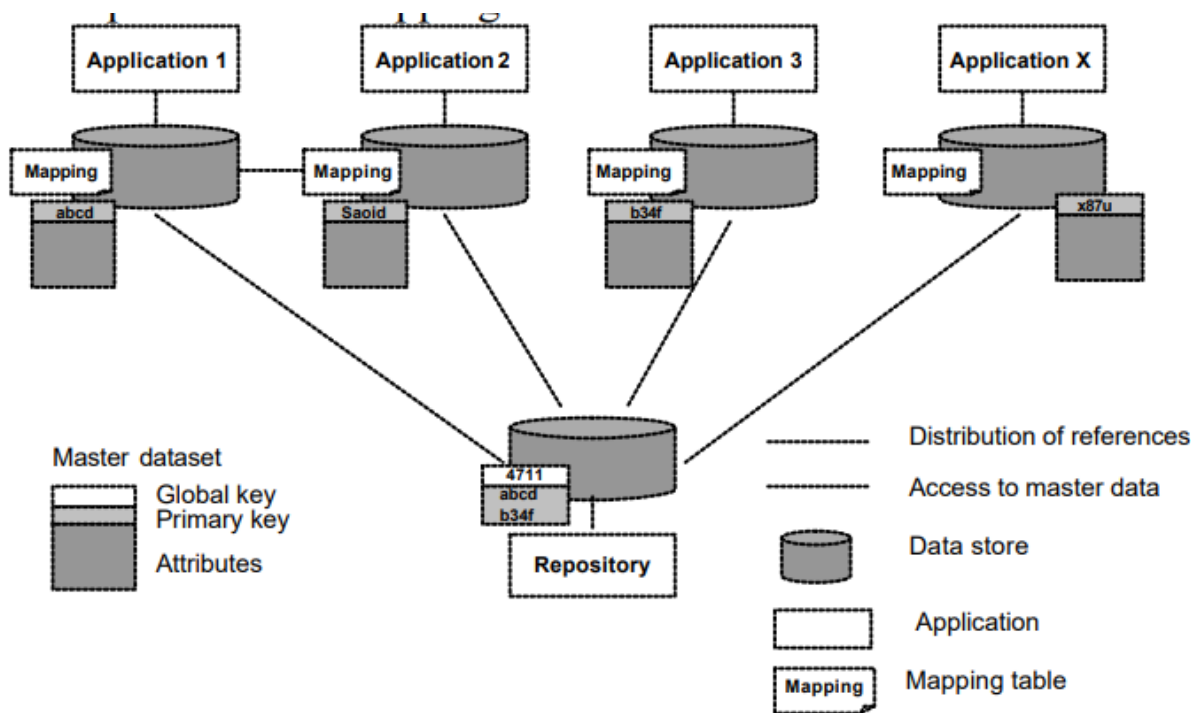 Application 1
Application 2
Application 3
Application X
Mapping
Mapping
Mapping
Mapping
abcd
Saoid
b34f
x87u
4711
abcd
b34f
Repository
Master dataset
Global key
Primary key
Attributes
Distribution of references
Access to master data
Data store
Application
Mapping
Mapping table